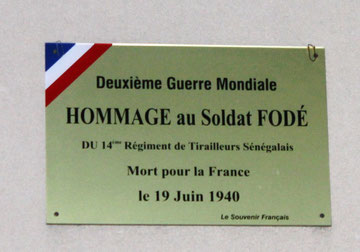 Deuxième Guerre Mondiale
HOMMAGE au Soldat FODÉ
DU 14ème Régiment de Tirailleurs Sénégalais
Mort pour la France
le 19 Juin 1940
Le Souvenir Français